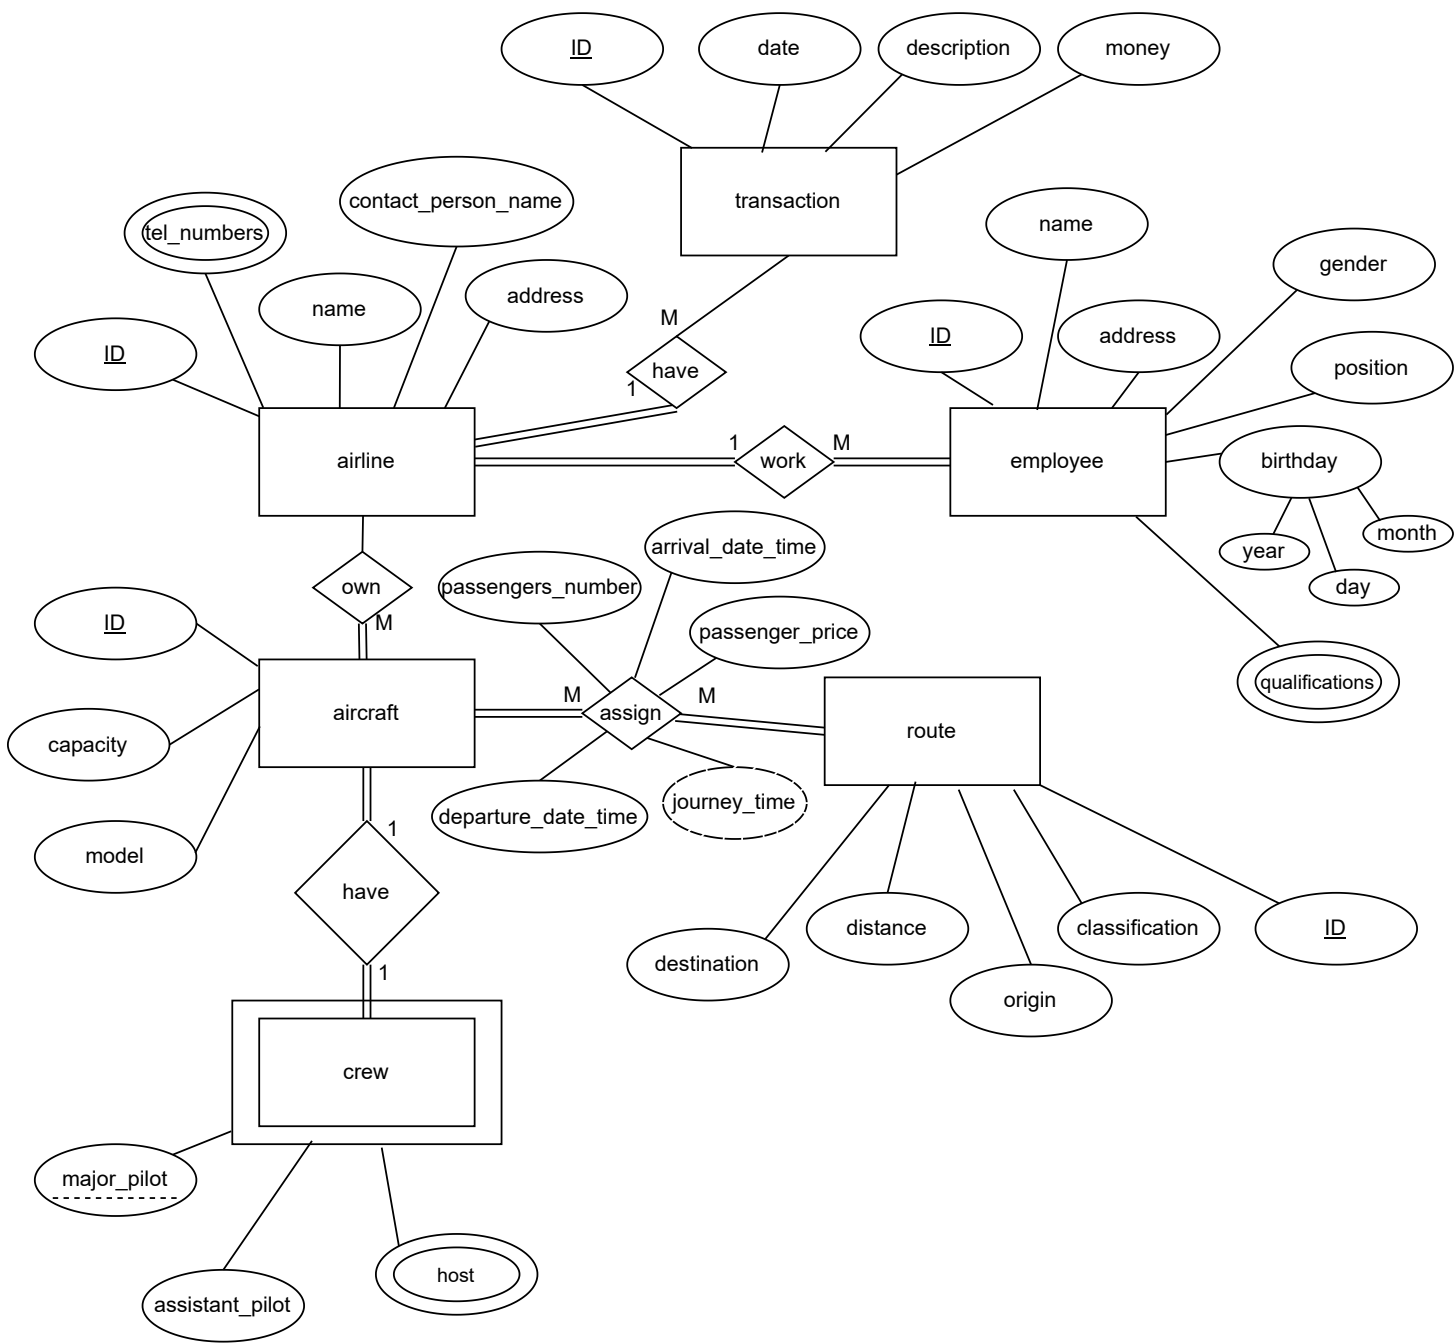 ID
date
description
money
transaction
contact_person_name
tel_numbers
name
address
ID
name
gender
ID
address
position
M
have
1
airline
1
work
M
employee
birthday
year
day
month
qualifications
own
M
passengers_number
arrival_date_time
passenger_price
ID
capacity
model
aircraft
M
assign
M
route
departure_date_time
journey_time
1
have
1
destination
distance
origin
classification
ID
crew
major_pilot
assistant_pilot
host